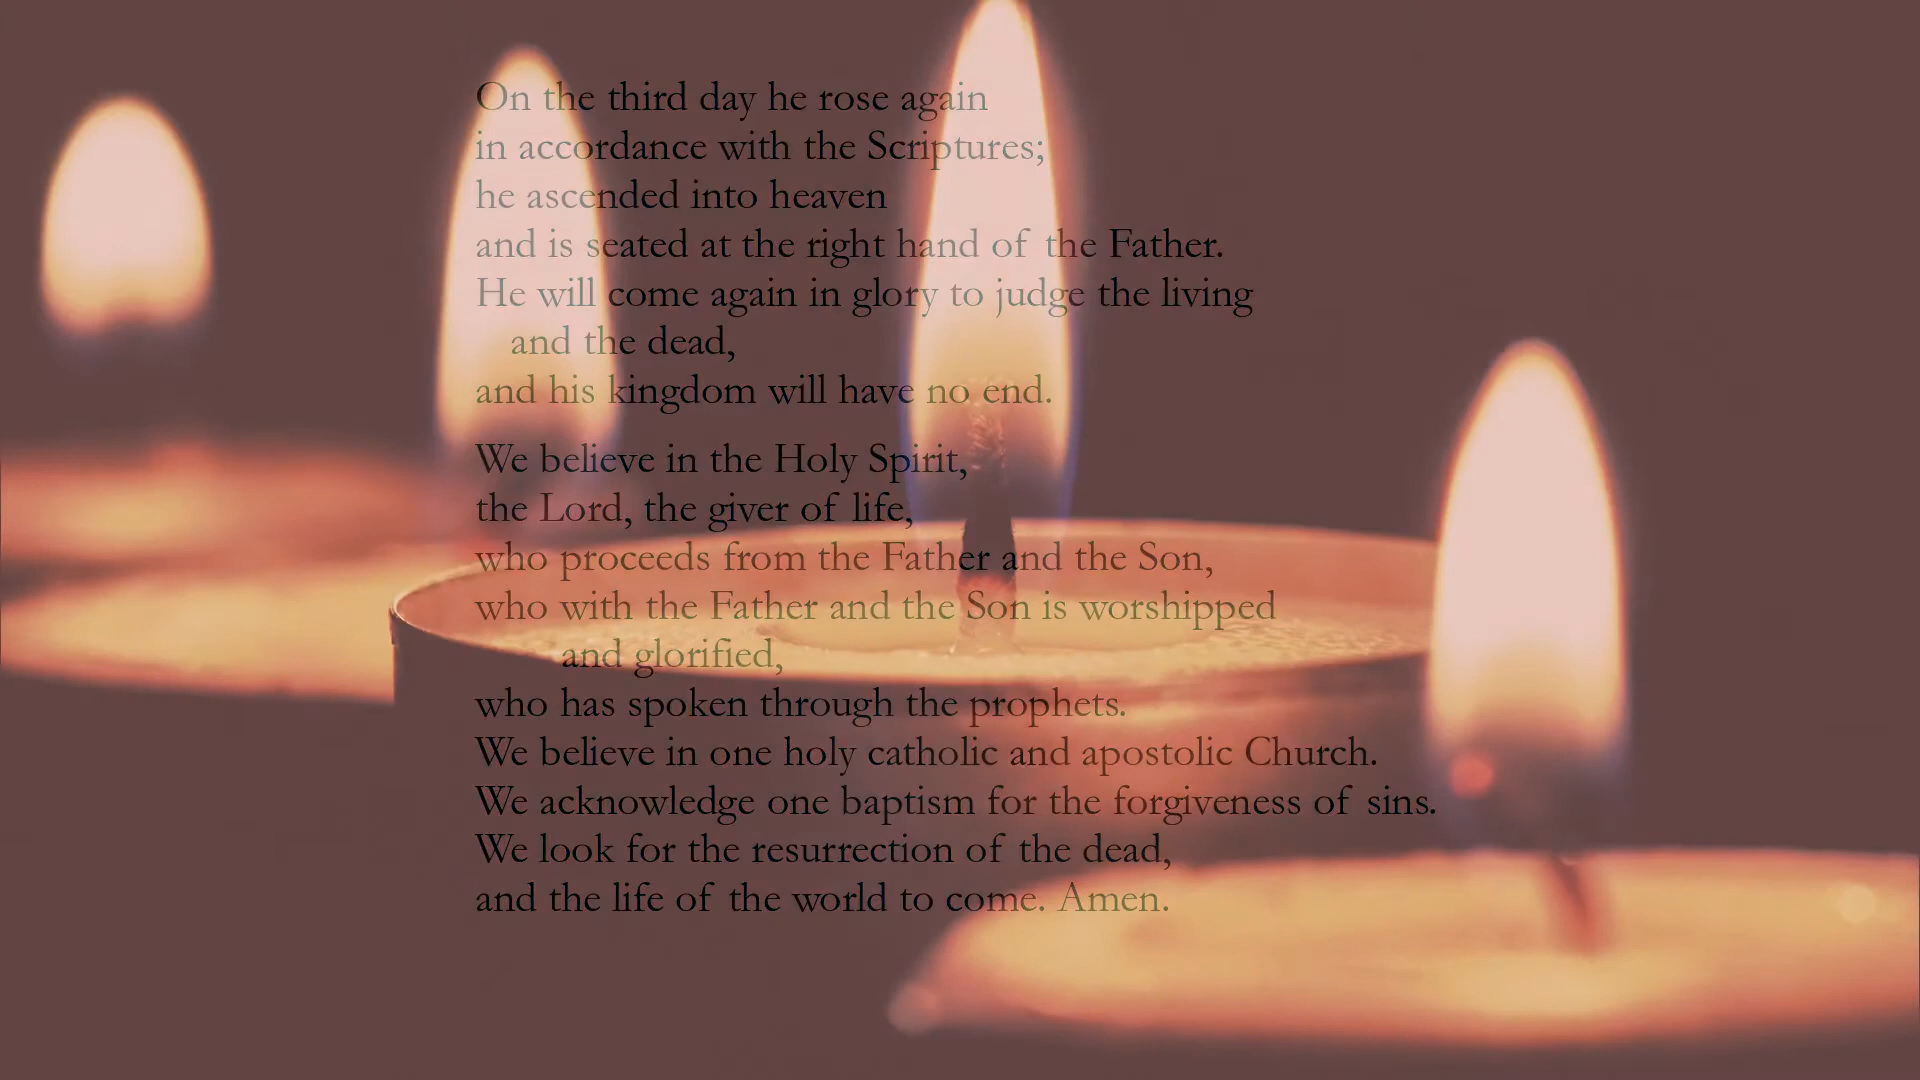 On the third day he rose again
in accordance with the Scriptures;
he ascended into heaven
and is seated at the right hand of the Father.
He will come again in glory to judge the living
and the dead,
and his kingdom will have no end.
We believe in the Holy Spirit,
the Lord, the giver of life,
who proceeds from the Father and the Son,
who with the Father and the Son is worshipped
and glorified,
who has spoken through the prophets.
We believe in one holy catholic and apostolic Church.
We acknowledge one baptism for the forgiveness of sins.
We look for the resurrection of the dead,
and the life of the world to come. Amen.